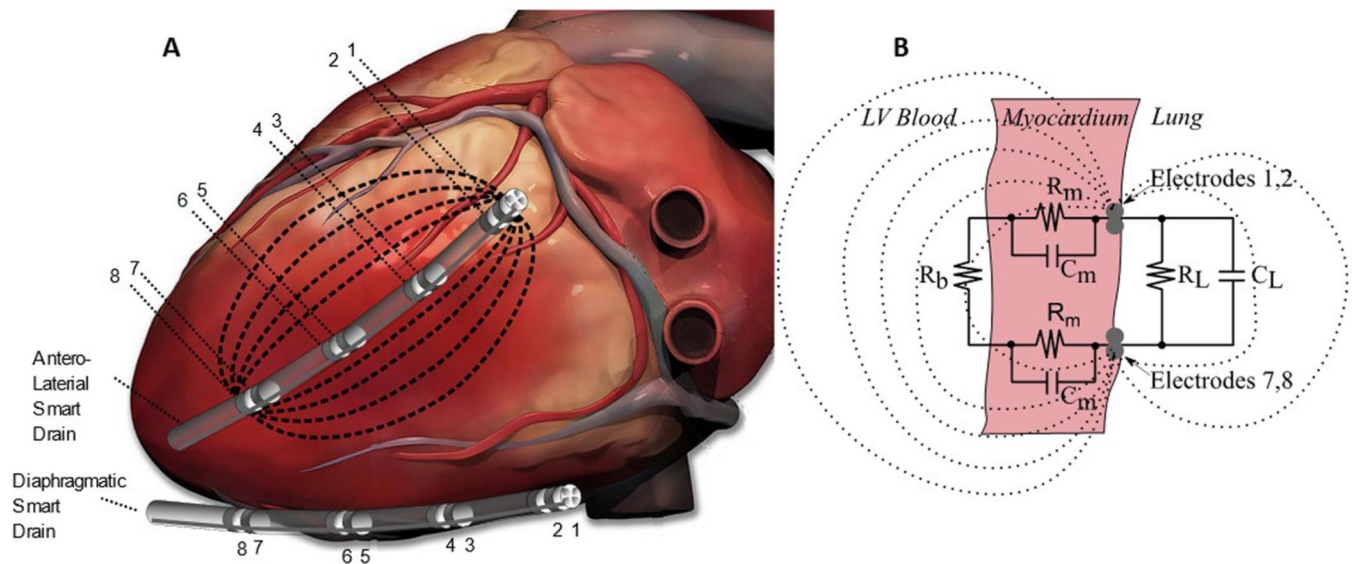 A
1
2
3
4
5
6
7
8
Antero-
Laterial
Smart
Drain
Diaphragmatic
Smart
Drain
8 7
6 5
4 3
2 1
B
LV Blood Myocardium Lung
Electrodes 1,2
Rm
Cm
Rb
RL
CL
Rm
Cm
Electrodes 7,8